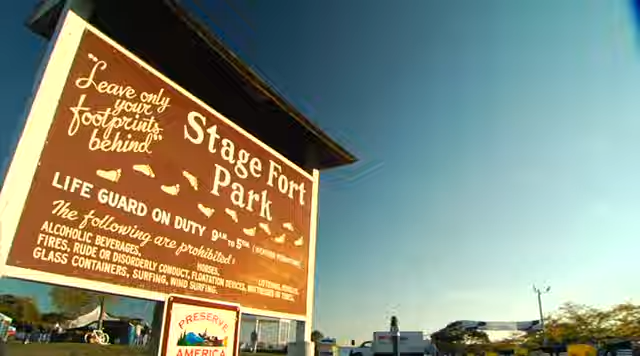 "Leave only
your
footprints
behind"
Stage Fort
Park
LIFE GUARD ON DUTY 9AM TO 5PM
The following are prohibited:
ALCOHOLIC BEVERAGES, HORSES,
FIRES, RUDE OR DISORDERLY CONDUCT, FLOATATION DEVICES,
GLASS CONTAINERS, SURFING, WIND SURFING.
PRESERVE
AMERICA